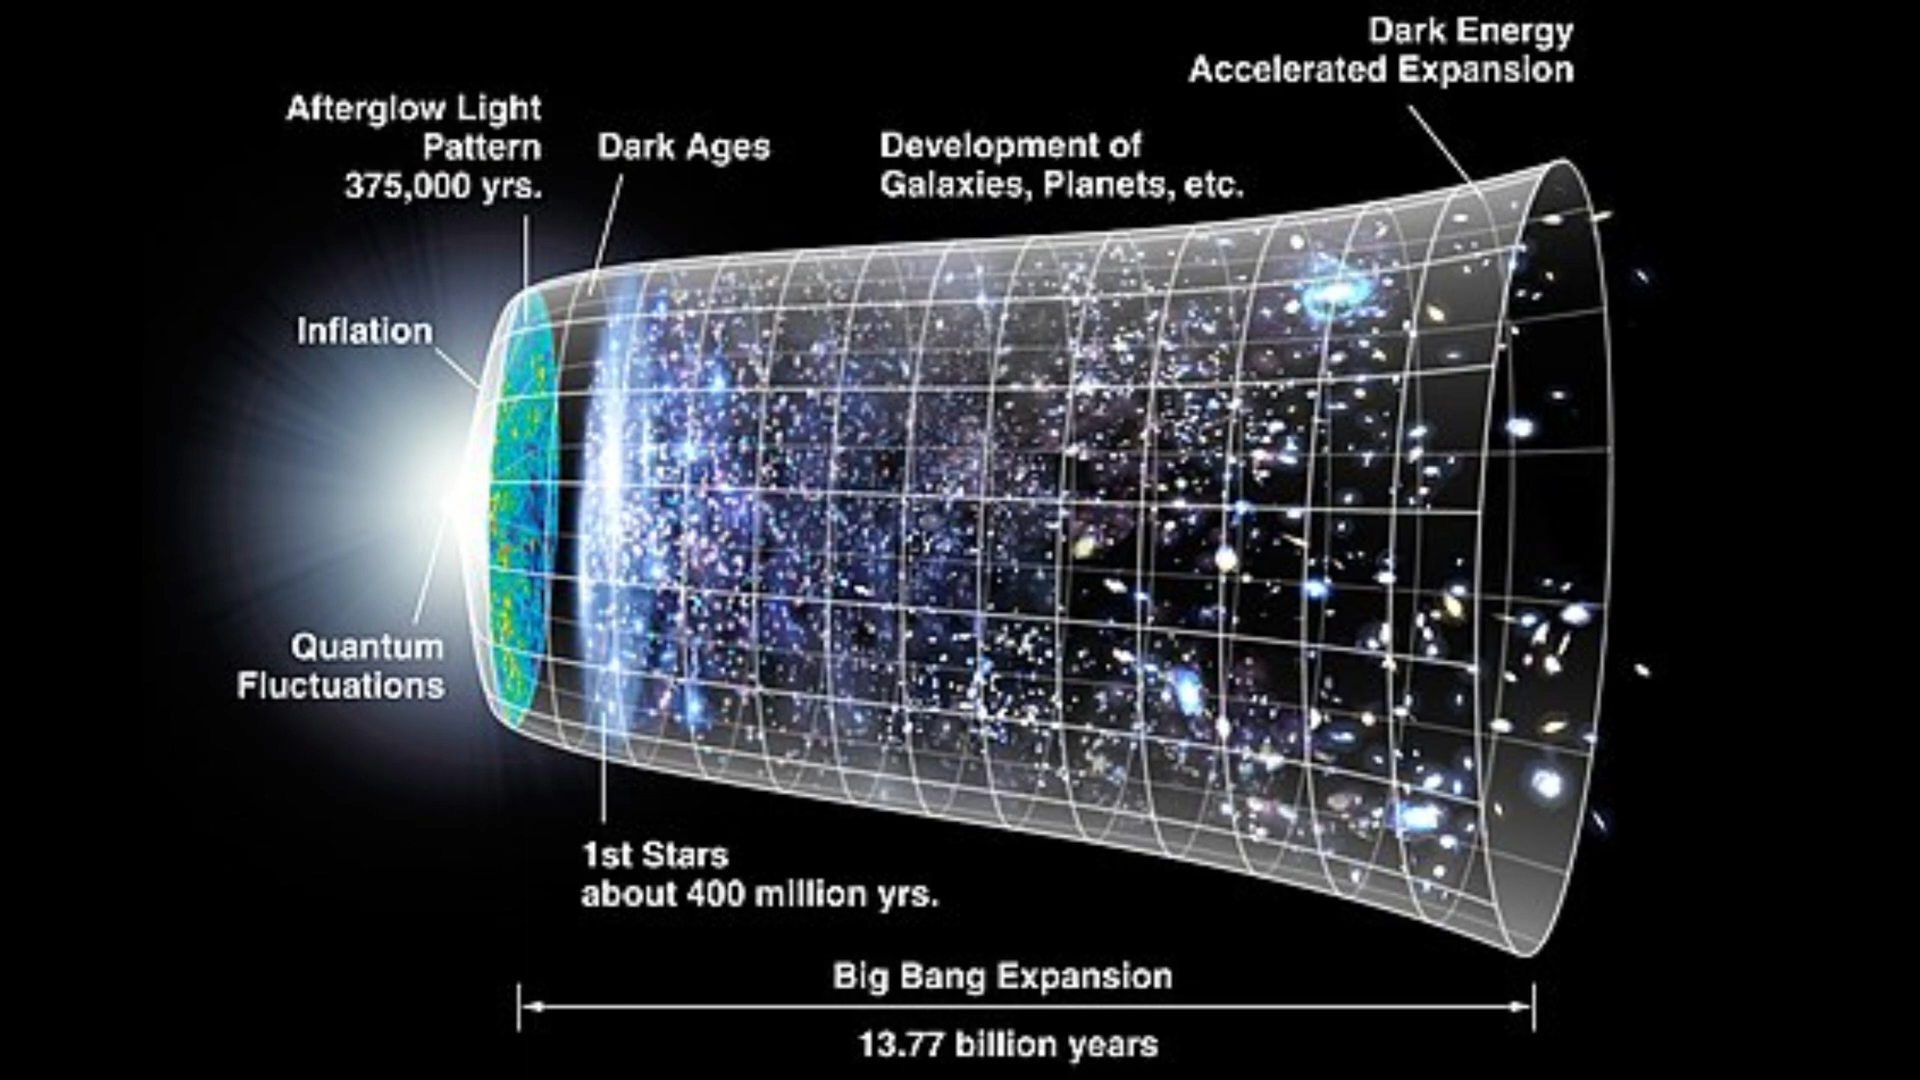 Dark Energy
Accelerated Expansion
Afterglow Light
Pattern
375,000 yrs.
Dark Ages
Development of
Galaxies, Planets, etc.
Inflation
Quantum
Fluctuations
1st Stars
about 400 million yrs.
Big Bang Expansion
13.77 billion years